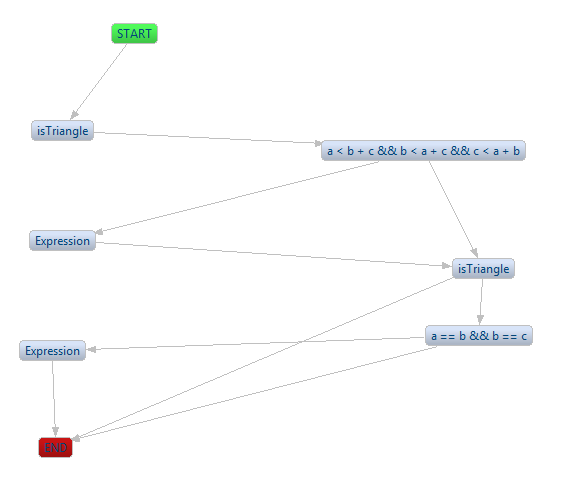 START
isTriangle
a < b + c && b < a + c && c < a + b
Expression
isTriangle
a == b && b == c
Expression
END